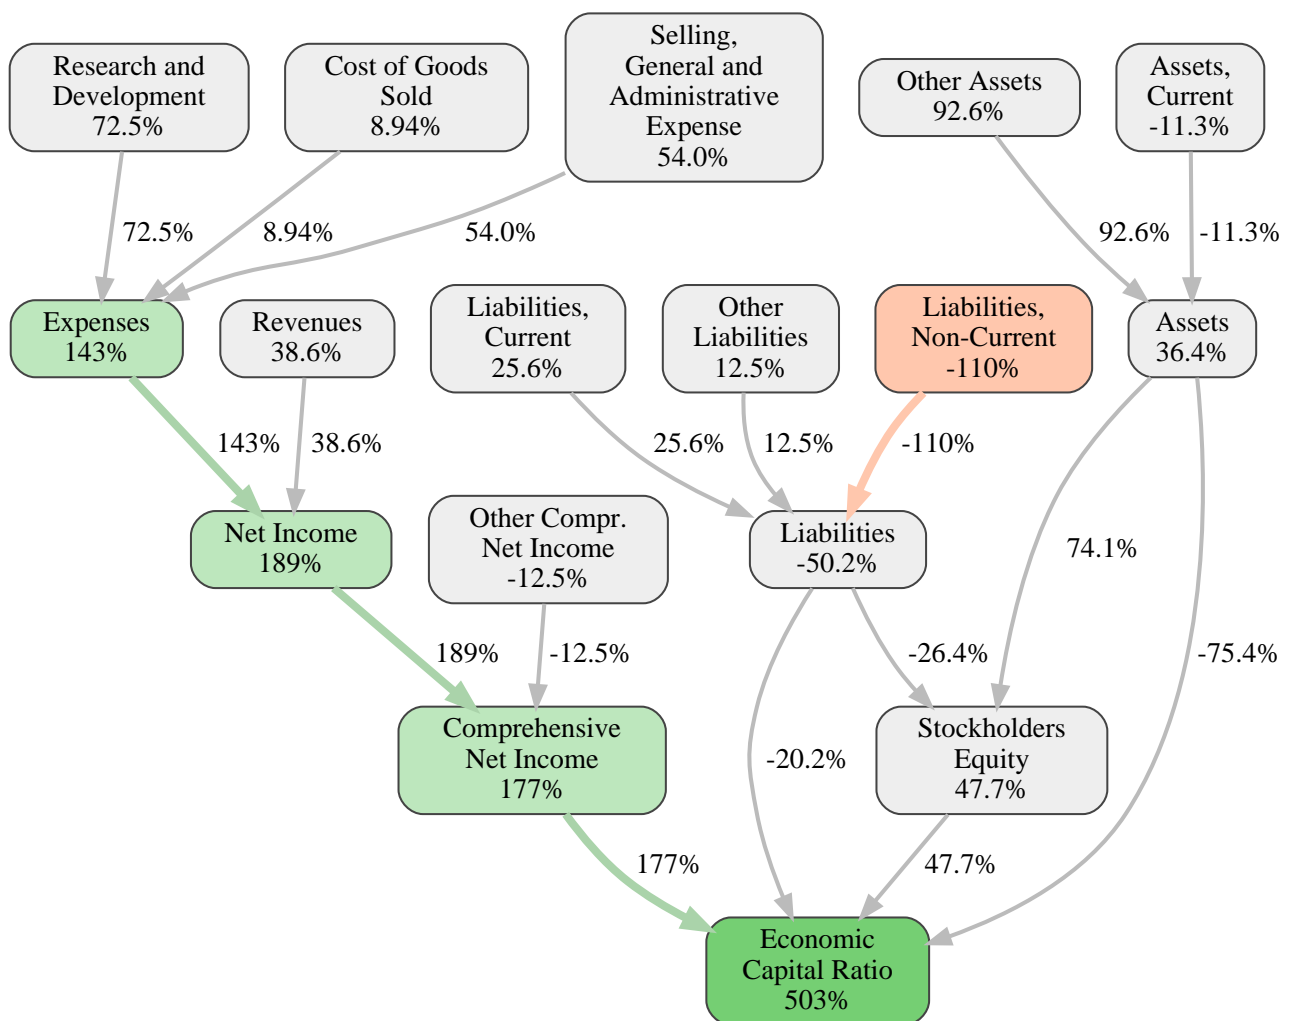 Research and
Development
72.5%
Cost of Goods
Sold
8.94%
Selling,
General and
Administrative
Expense
54.0%
Other Assets
92.6%
Assets,
Current
-11.3%
72.5%
8.94%
54.0%
92.6%
-11.3%
Expenses
143%
Revenues
38.6%
Liabilities,
Current
25.6%
Other
Liabilities
12.5%
Liabilities,
Non-Current
-110%
Assets
36.4%
143%
38.6%
25.6%
12.5%
-110%
Net Income
189%
Other Compr.
Net Income
-12.5%
Liabilities
-50.2%
74.1%
189%
-12.5%
-26.4%
-75.4%
Comprehensive
Net Income
177%
-20.2%
Stockholders
Equity
47.7%
177%
47.7%
Economic
Capital Ratio
503%